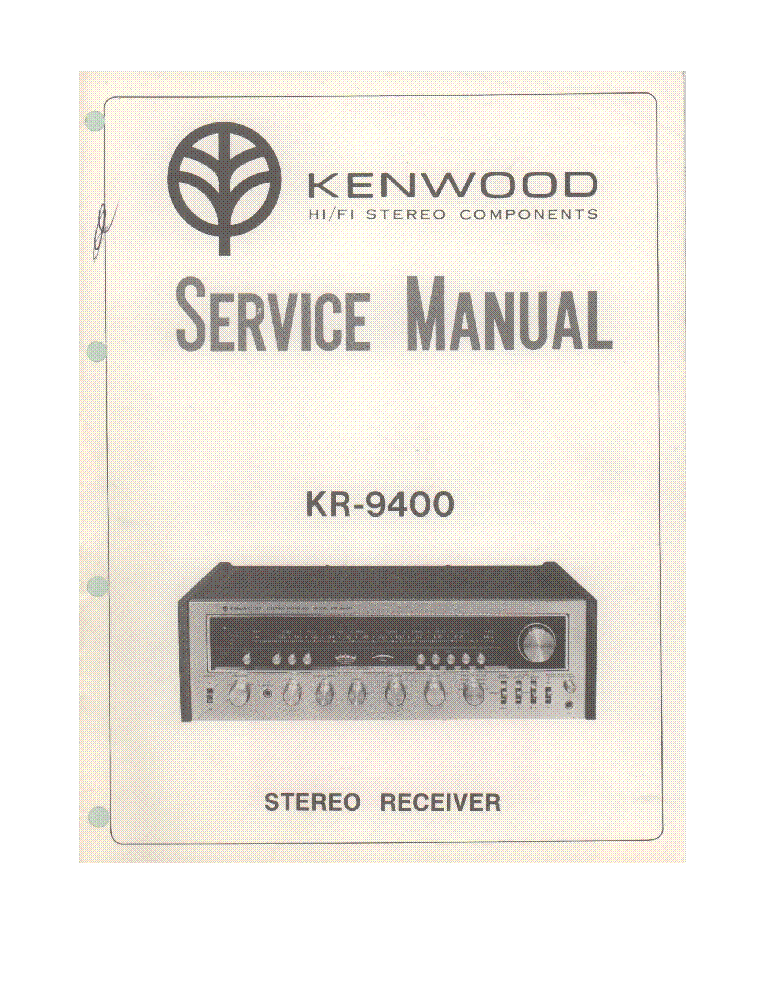 KENWOOD
HI/FI STEREO COMPONENTS
SERVICE MANUAL
KR-9400
STEREO RECEIVER